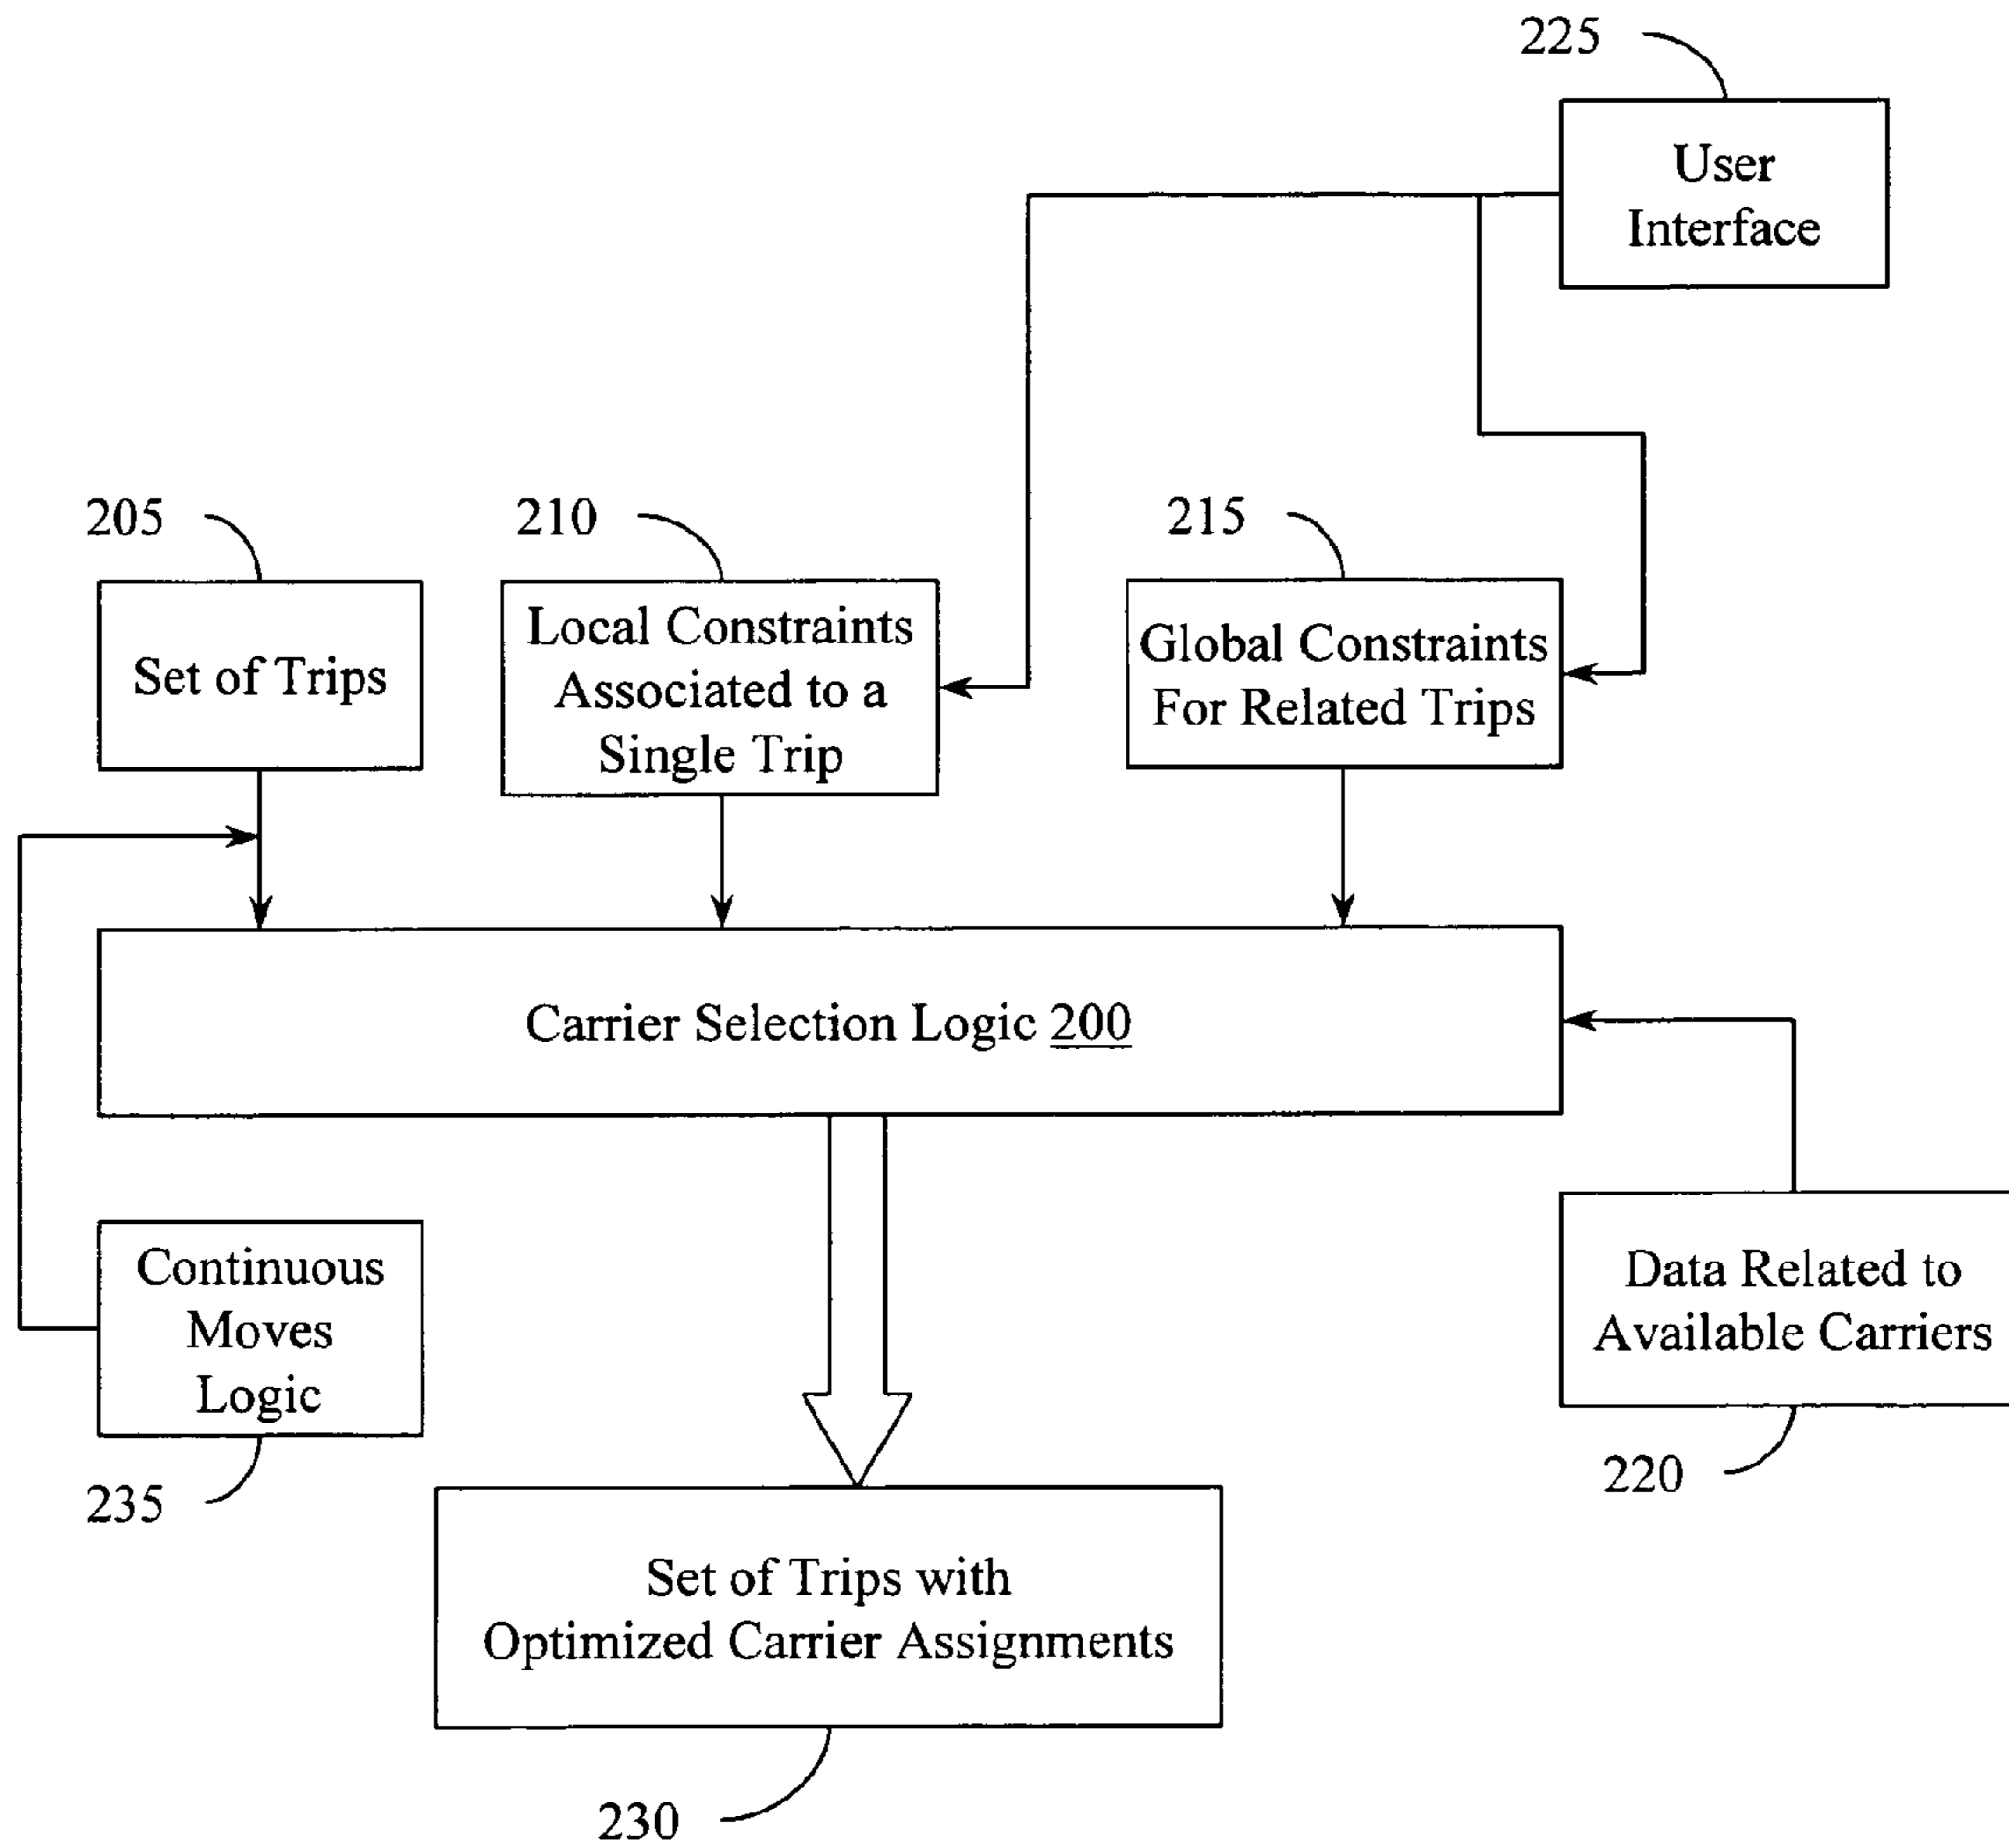 225
User
Interface
205
210
215
Set of Trips
Local Constraints
Associated to a
Single Trip
Global Constraints
For Related Trips
Carrier Selection Logic 200
Continuous
Moves
Logic
Data Related to
Available Carriers
235
220
Set of Trips with
Optimized Carrier Assignments
230